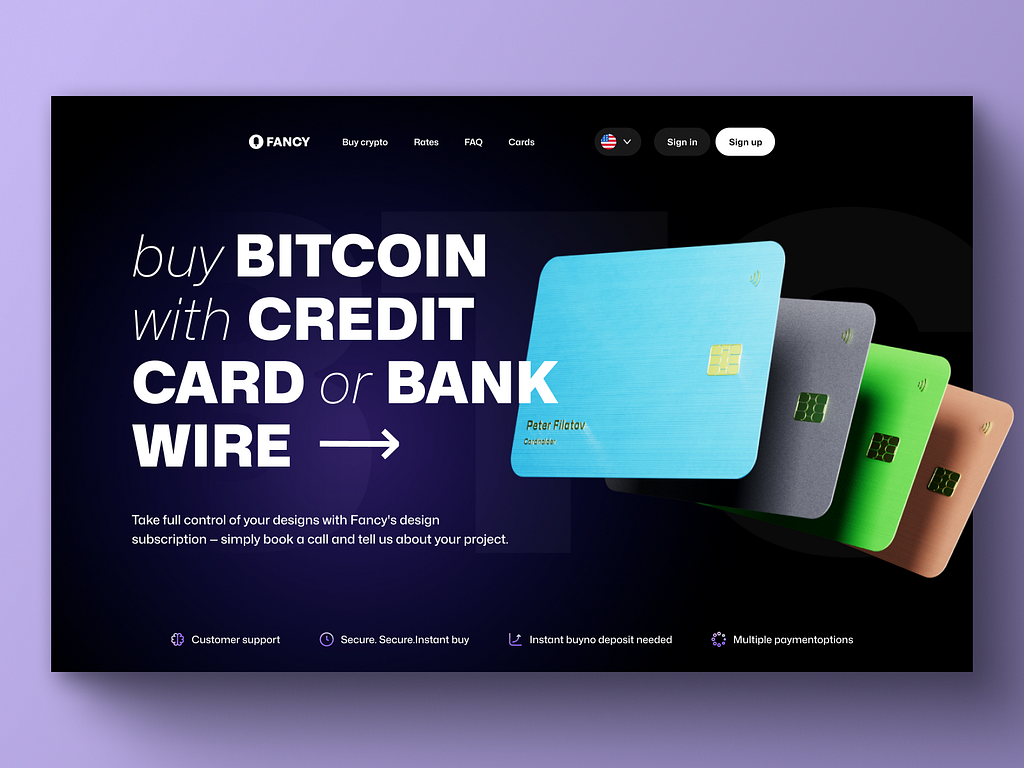 FANCY
Buy crypto
Rates
FAQ
Cards
Sign in
Sign up
BTC
buy BITCOIN
with CREDIT
CARD or BANK
WIRE
Peter Filatov
Cardholder
Take full control of your designs with Fancy's design
subscription – simply book a call and tell us about your project.
Customer support
Secure. Secure.Instant buy
Instant buyno deposit needed
Multiple paymentoptions